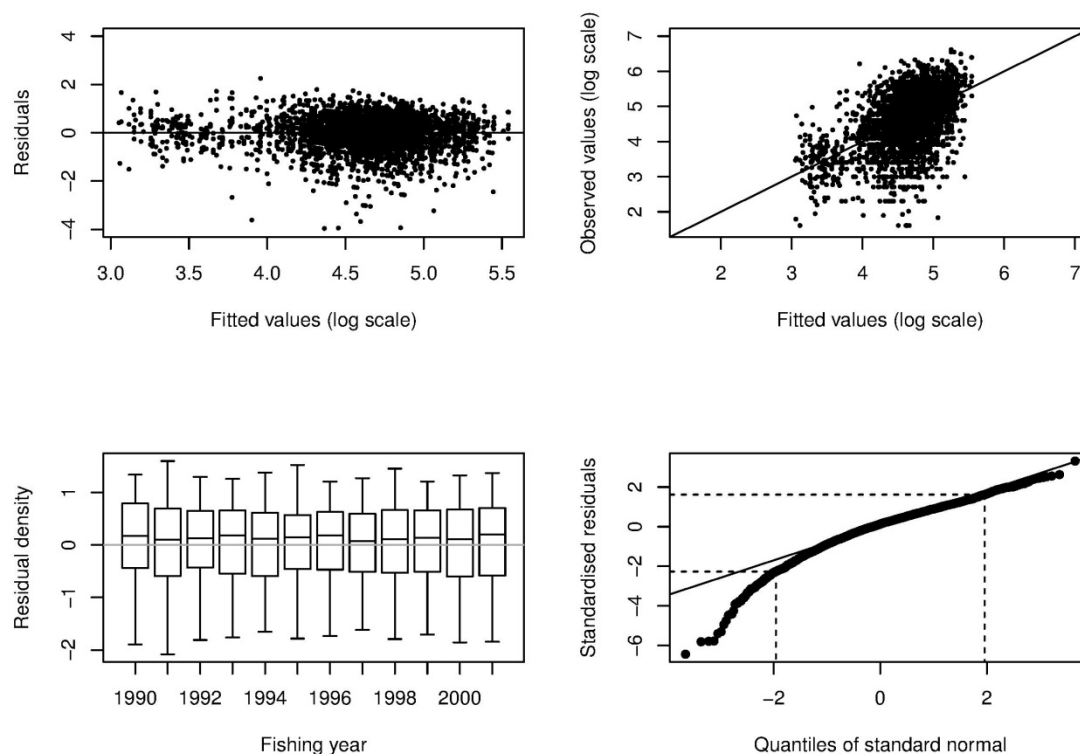 4
2
0
-2
-4
Residuals
3.0 3.5 4.0 4.5 5.0 5.5
Fitted values (log scale)
7
6
5
4
3
2
Observed values (log scale)
2 3 4 5 6 7
Fitted values (log scale)
1
0
-1
-2
Residual density
1990 1992 1994 1996 1998 2000
Fishing year
2
0
-2
-4
-6
Standardised residuals
-2 0 2
Quantiles of standard normal